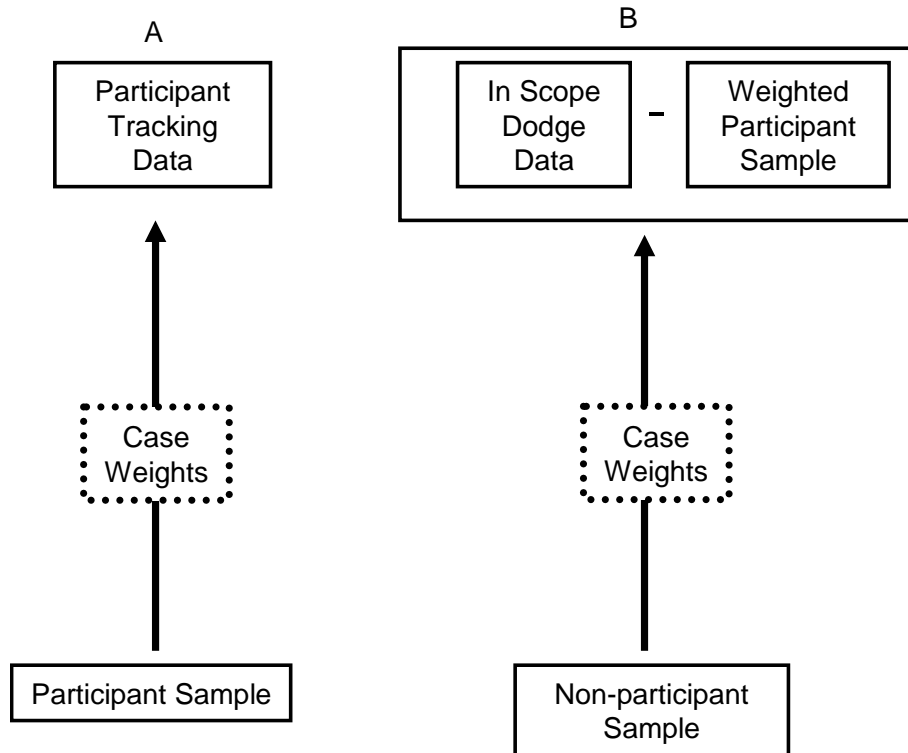 A
Participant
Tracking
Data
Case
Weights
Participant Sample
B
In Scope
Dodge
Data
-
Weighted
Participant
Sample
Case
Weights
Non-participant
Sample